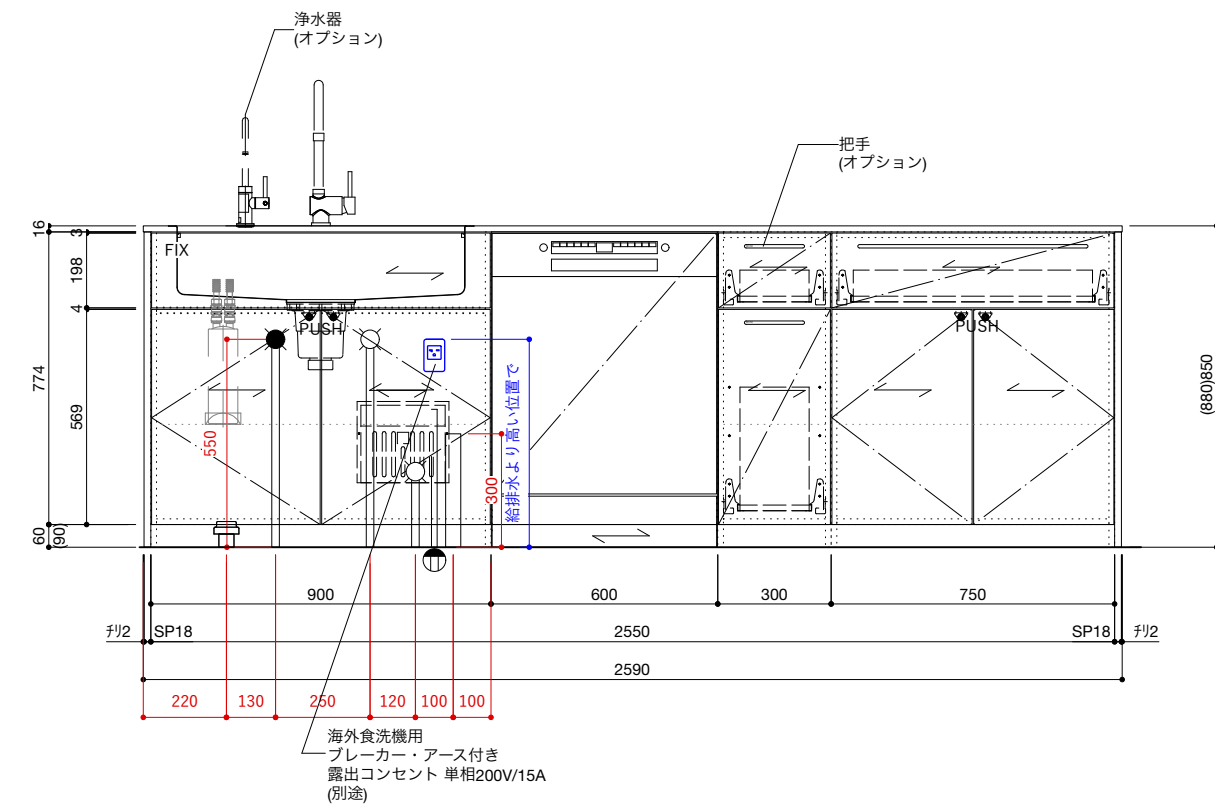 浄水器
(オプション)
把手
(オプション)
FIX
PUSH
PUSH
16
3
198
4
774
569
60
(90)
(880)850
550
300
給排水より高い位置で
900
600
300
750
チリ2
SP18
2550
SP18
チリ2
2590
220
130
250
120
100
100
海外食洗機用
ブレーカー・アース付き
露出コンセント 単相200V/15A
(別途)